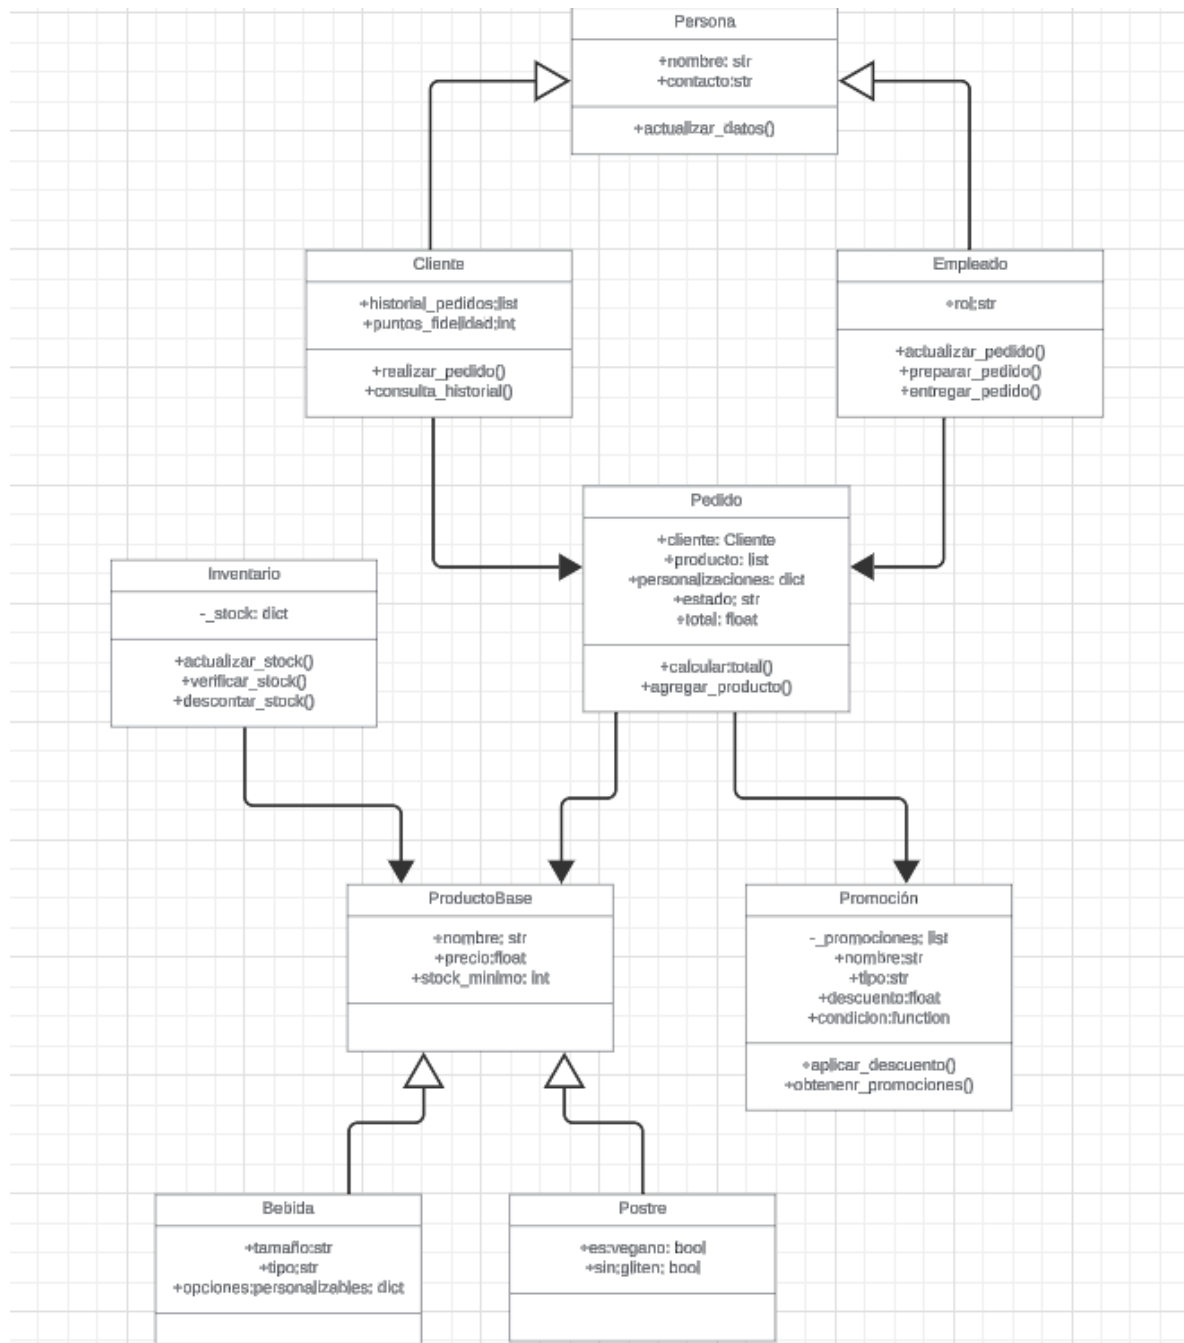 Persona
+nombre: str
+contacto:str
+actualizar_datos()
Cliente
+historial_pedidos:list
+puntos_fidelidad:int
+realizar_pedido()
+consulta_historial()
Empleado
+rol:str
+actualizar_pedido()
+preparar_pedido()
+entregar_pedido()
Pedido
+cliente: Cliente
+producto: list
+personalizaciones: dict
+estado: str
+total: float
+calcular:total()
+agregar_producto()
Inventario
-_stock: dict
+actualizar_stock()
+verificar_stock()
+descontar_stock()
ProductoBase
+nombre: str
+precio:float
+stock_minimo: int
Promoción
-_promociones: list
+nombre:str
+tipo:str
+descuento:float
+condicion:function
+aplicar_descuento()
+obtenenr_promociones()
Bebida
+tamaño:str
+tipo:str
+opciones:personalizables: dict
Postre
+es:vegano: bool
+sin:gliten: bool